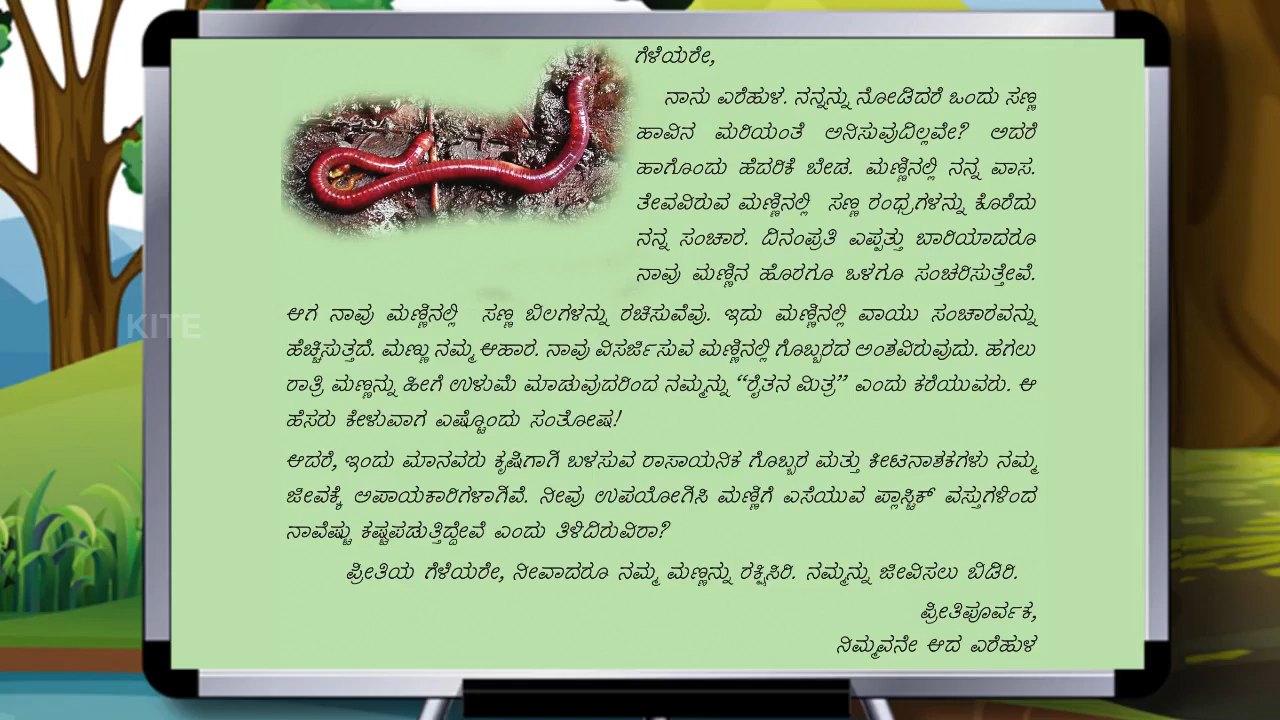 ಗೆಳೆಯರೇ,
ನಾನು ಎರೆಹುಳ. ನನ್ನನ್ನು ನೋಡಿದರೆ ಒಂದು ಸಣ್ಣ
ಹಾವಿನ ಮರಿಯಂತೆ ಅನಿಸುವುದಿಲ್ಲವೇ? ಅದರೆ
ಹಾಗೊಂದು ಹೆದರಿಕೆ ಬೇಡ. ಮಣ್ಣಿನಲ್ಲಿ ನನ್ನ ವಾಸ.
ತೇವವಿರುವ ಮಣ್ಣಿನಲ್ಲಿ ಸಣ್ಣ ರಂಧ್ರಗಳನ್ನು ಕೊರೆದು
ನನ್ನ ಸಂಚಾರ. ದಿನಂಪ್ರತಿ ಎಪ್ಪತ್ತು ಬಾರಿಯಾದರೂ
ನಾವು ಮಣ್ಣಿನ ಹೊರಗೂ ಒಳಗೂ ಸಂಚರಿಸುತ್ತೇವೆ.
ಆಗ ನಾವು ಮಣ್ಣಿನಲ್ಲಿ ಸಣ್ಣ ಬಿಲಗಳನ್ನು ರಚಿಸುವೆವು. ಇದು ಮಣ್ಣಿನಲ್ಲಿ ವಾಯು ಸಂಚಾರವನ್ನು
ಹೆಚ್ಚಿಸುತ್ತದೆ. ಮಣ್ಣು ನಮ್ಮ ಆಹಾರ. ನಾವು ವಿಸರ್ಜಿಸುವ ಮಣ್ಣಿನಲ್ಲಿ ಗೊಬ್ಬರದ ಅಂಶವಿರುವುದು. ಹಗಲು
ರಾತ್ರಿ ಮಣ್ಣನ್ನು ಹೀಗೆ ಉಳುಮೆ ಮಾಡುವುದರಿಂದ ನಮ್ಮನ್ನು “ರೈತನ ಮಿತ್ರ” ಎಂದು ಕರೆಯುವರು. ಆ
ಹೆಸರು ಕೇಳುವಾಗ ಎಷ್ಟೊಂದು ಸಂತೋಷ!
ಆದರೆ, ಇಂದು ಮಾನವರು ಕೃಷಿಗಾಗಿ ಬಳಸುವ ರಾಸಾಯನಿಕ ಗೊಬ್ಬರ ಮತ್ತು ಕೀಟನಾಶಕಗಳು ನಮ್ಮ
ಜೀವಕ್ಕೆ ಅಪಾಯಕಾರಿಗಳಾಗಿವೆ. ನೀವು ಉಪಯೋಗಿಸಿ ಮಣ್ಣಿಗೆ ಎಸೆಯುವ ಪ್ಲಾಸ್ಟಿಕ್ ವಸ್ತುಗಳಿಂದ
ನಾವೆಷ್ಟು ಕಷ್ಟಪಡುತ್ತಿದ್ದೇವೆ ಎಂದು ತಿಳಿದಿರುವಿರಾ?
ಪ್ರೀತಿಯ ಗೆಳೆಯರೇ, ನೀವಾದರೂ ನಮ್ಮ ಮಣ್ಣನ್ನು ರಕ್ಷಿಸಿರಿ. ನಮ್ಮನ್ನು ಜೀವಿಸಲು ಬಿಡಿರಿ.
ಪ್ರೀತಿಪೂರ್ವಕ,
ನಿಮ್ಮವನೇ ಆದ ಎರೆಹುಳ
KITE